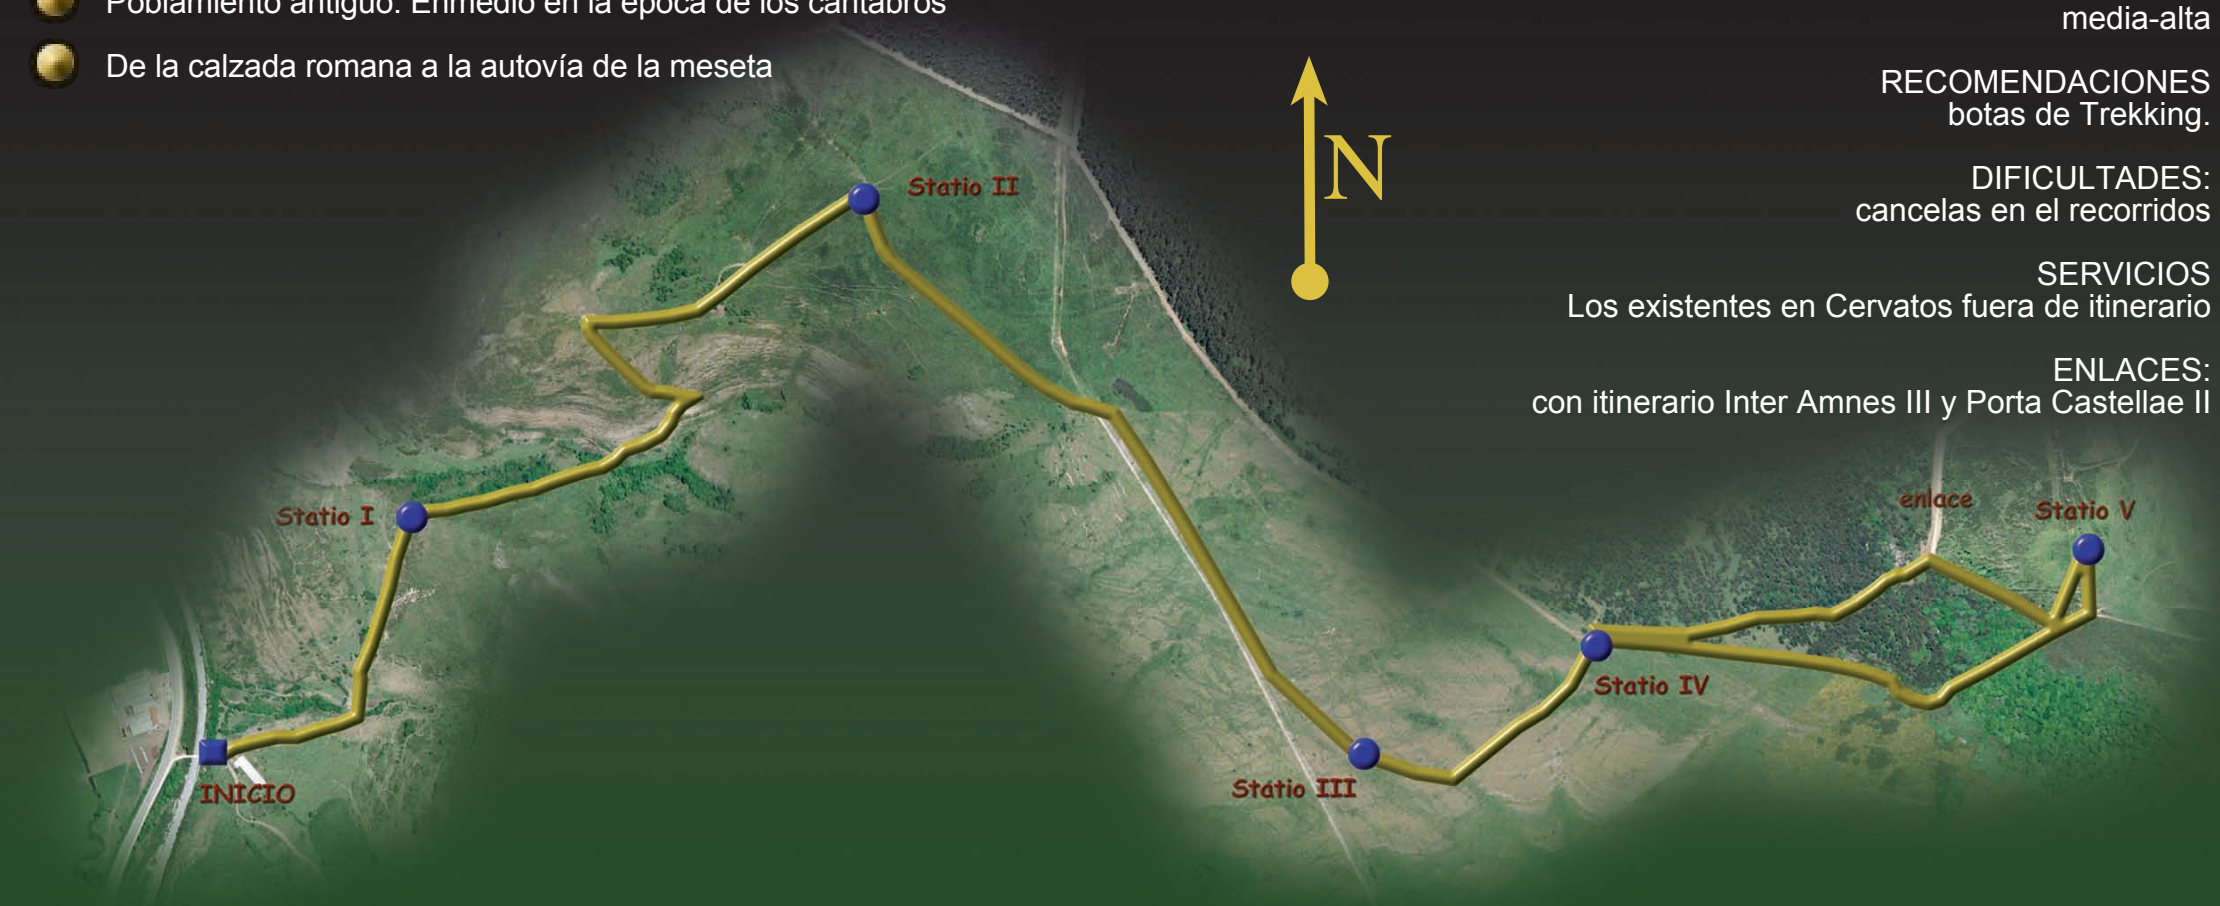 Poblamiento antiguo. Enmedio en la época de los cántabros
De la calzada romana a la autovía de la meseta
media-alta
RECOMENDACIONES
botas de Trekking.
DIFICULTADES:
cancelas en el recorridos
SERVICIOS
Los existentes en Cervatos fuera de itinerario
ENLACES:
con itinerario Inter Amnes III y Porta Castellae II
N
Statio II
Statio I
INICIO
Statio III
Statio IV
enlace
Statio V